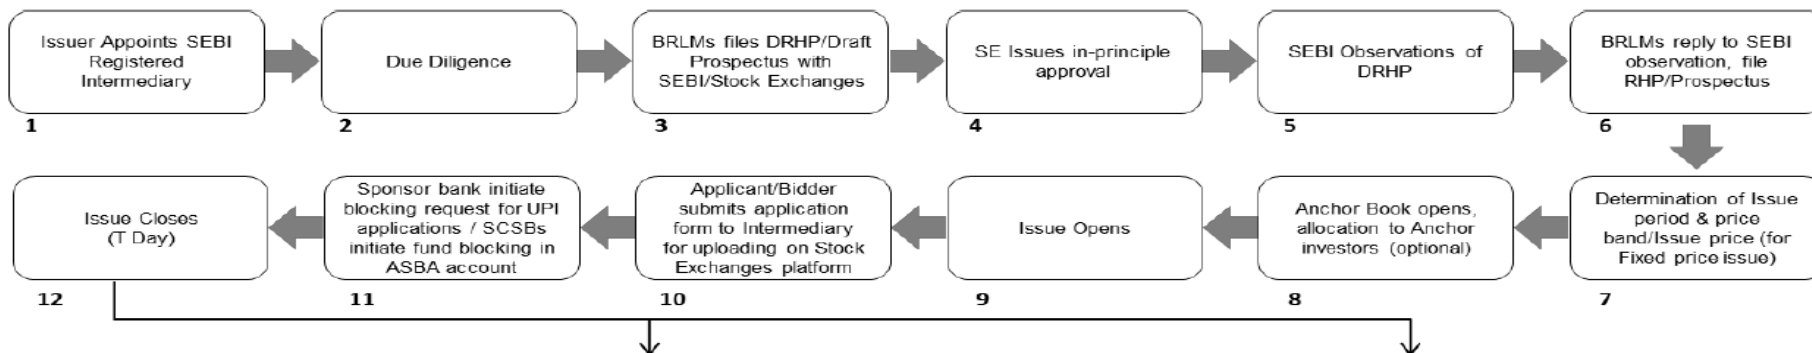 Issuer Appoints SEBI
Registered
Intermediary
1
Due Diligence
2
BRLMs files DRHP/Draft
Prospectus with
SEBI/Stock Exchanges
3
SE Issues in-principle
approval
4
SEBI Observations of
DRHP
5
BRLMs reply to SEBI
observation, file
RHP/Prospectus
6
Determination of Issue
period & price
band/Issue price (for
Fixed price issue)
7
Anchor Book opens,
allocation to Anchor
investors (optional)
8
Issue Opens
9
Applicant/Bidder
submits application
form to Intermediary
for uploading on Stock
Exchanges platform
10
Sponsor bank initiate
blocking request for UPI
applications / SCSBs
initiate fund blocking in
ASBA account
11
Issue Closes
(T Day)
12